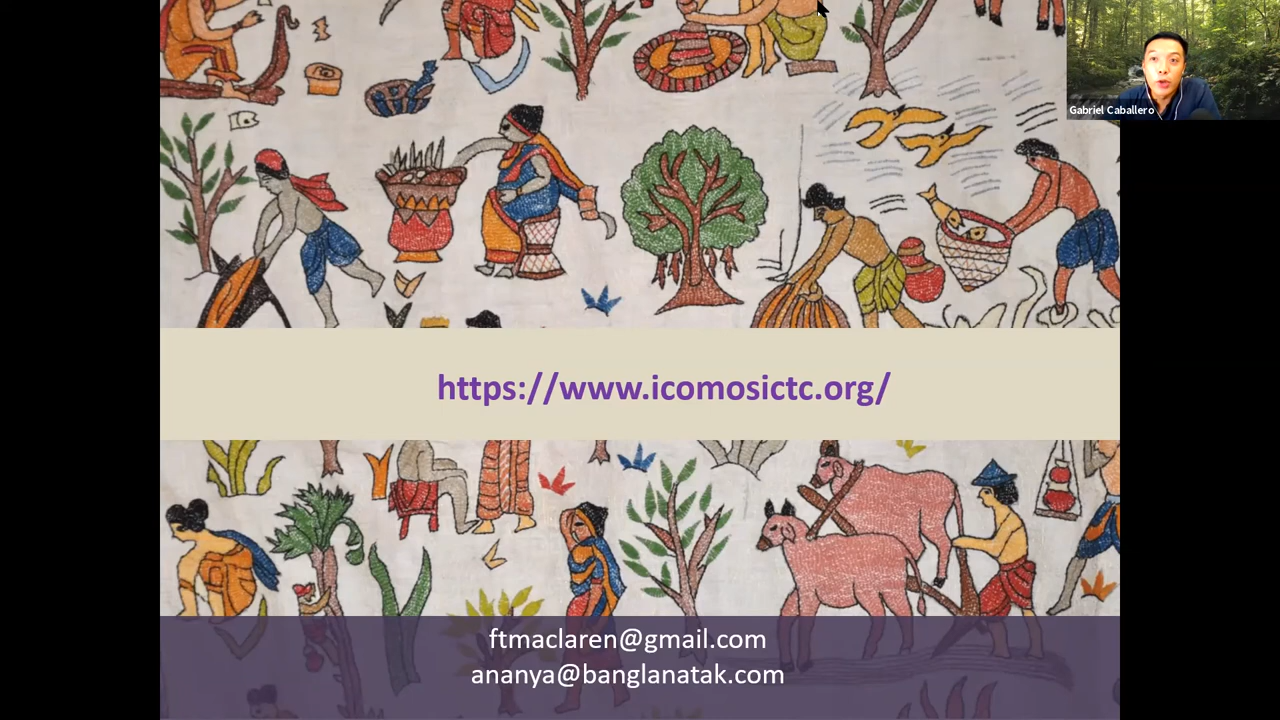 Gabriel Caballero
https://www.icomosictc.org/
ftmaclaren@gmail.com
ananya@banglanatak.com